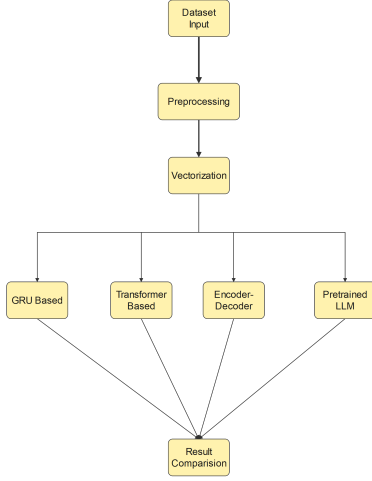 Dataset
Input
Preprocessing
Vectorization
GRU Based
Transformer
Based
Encoder-
Decoder
Pretrained
LLM
Result
Comparision